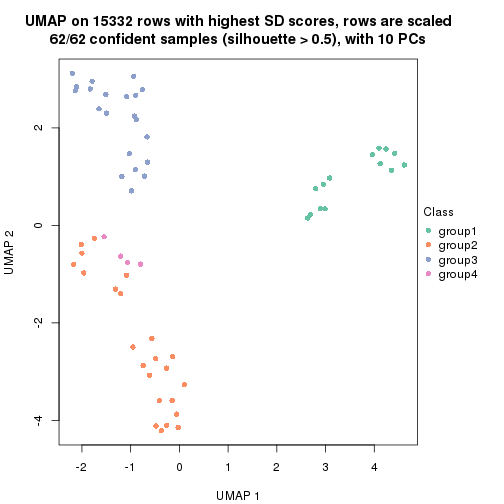 UMAP on 15332 rows with highest SD scores, rows are scaled
62/62 confident samples (silhouette > 0.5), with 10 PCs
2
0
-2
-4
UMAP 2
-2
-1
0
1
2
3
4
UMAP 1
Class
group1
group2
group3
group4